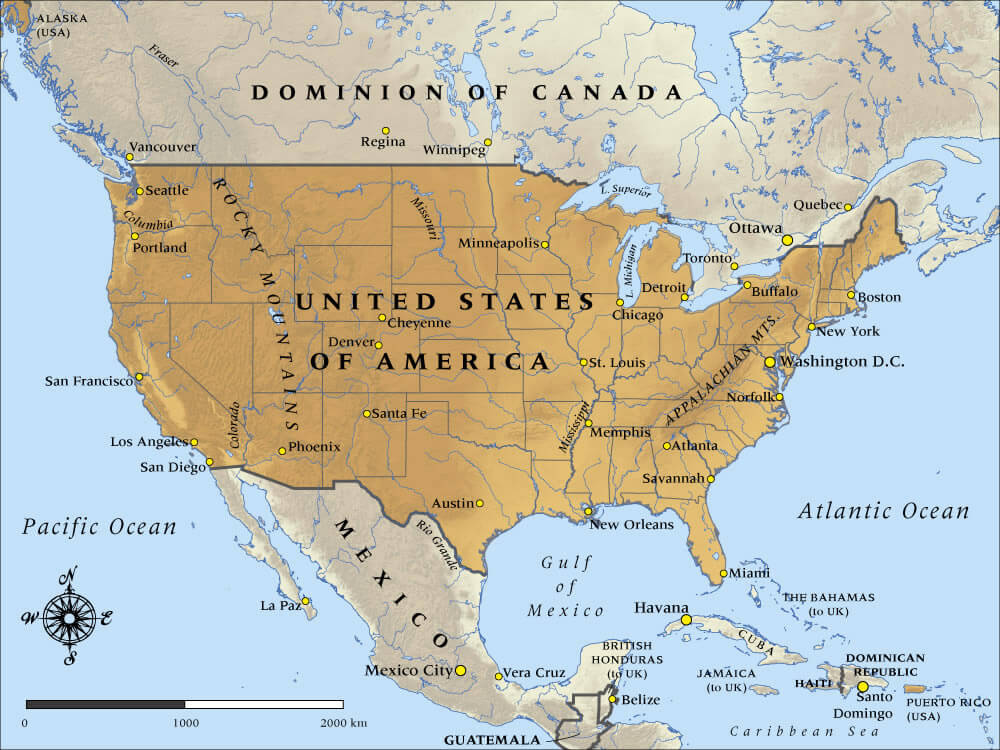 ALASKA
(USA)
Fraser
DOMINION OF CANADA
Regina
Winnipeg
Vancouver
Seattle
Columbia
Portland
ROCKY MOUNTAINS
Missouri
L. Superior
Quebec
Ottawa
Minneapolis
L. Michigan
Toronto
Detroit
Buffalo
Boston
UNITED STATES
Chicago
Cheyenne
New York
Denver
OF AMERICA
St. Louis
APPALACHIAN MTS.
Washington D.C.
San Francisco
Norfolk
Colorado
Santa Fe
Mississippi
Memphis
Los Angeles
Phoenix
Atlanta
San Diego
Savannah
Austin
New Orleans
Pacific Ocean
MEXICO
Rio Grande
Atlantic Ocean
Gulf
of
Mexico
Miami
N
W
E
S
La Paz
THE BAHAMAS
(to UK)
Havana
CUBA
BRITISH
HONDURAS
(to UK)
Mexico City
Vera Cruz
JAMAICA
(to UK)
DOMINICAN
REPUBLIC
HAITI
Belize
Santo
Domingo
PUERTO RICO
(USA)
0
1000
2000 km
GUATEMALA
Caribbean Sea